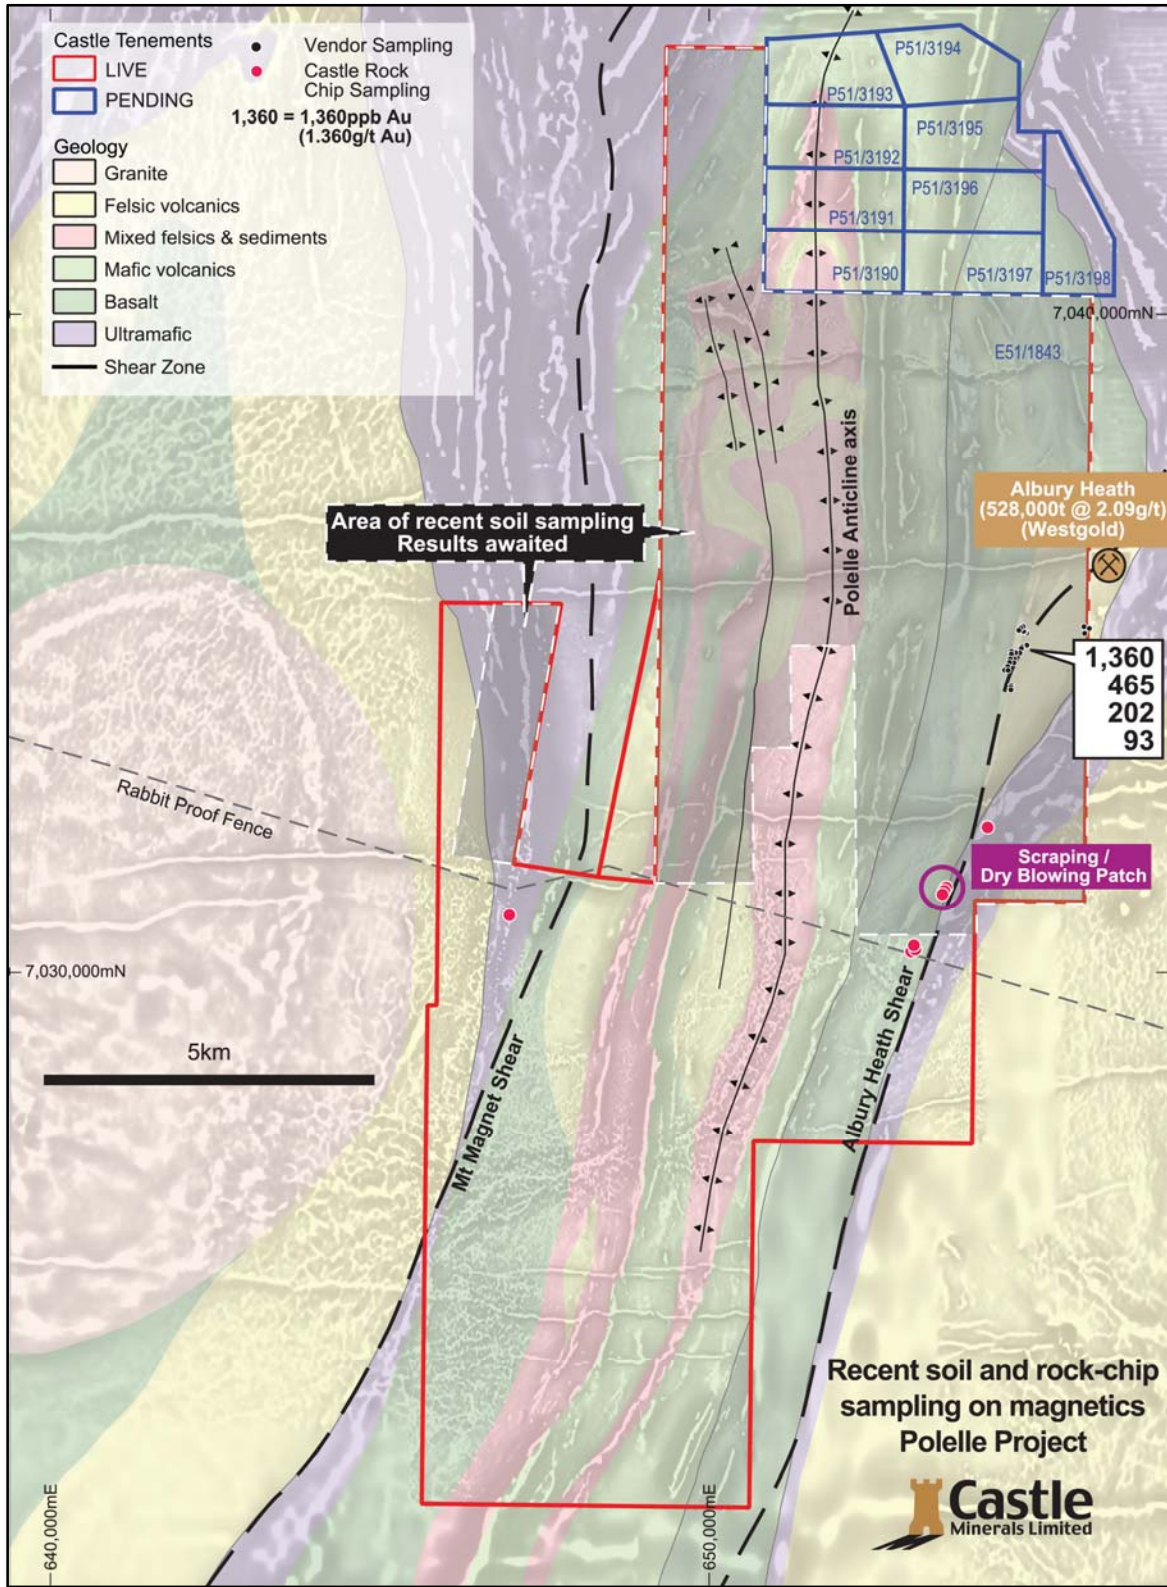 Castle Tenements
LIVE
PENDING
Vendor Sampling
Castle Rock
Chip Sampling
1,360 = 1,360ppb Au
(1.360g/t Au)
Geology
Granite
Felsic volcanics
Mixed felsics & sediments
Mafic volcanics
Basalt
Ultramafic
Shear Zone
P51/3194
P51/3193
P51/3195
P51/3192
P51/3196
P51/3191
P51/3190
P51/3197
P51/3198
7,040,000mN
E51/1843
Polelle Anticline axis
Albury Heath
(528,000t @ 2.09g/t)
(Westgold)
Area of recent soil sampling
Results awaited
1,360
465
202
93
Rabbit Proof Fence
Scraping /
Dry Blowing Patch
7,030,000mN
5km
Mt Magnet Shear
Albury Heath Shear
Recent soil and rock-chip
sampling on magnetics
Polelle Project
640,000mE
650,000mE
Castle
Minerals Limited